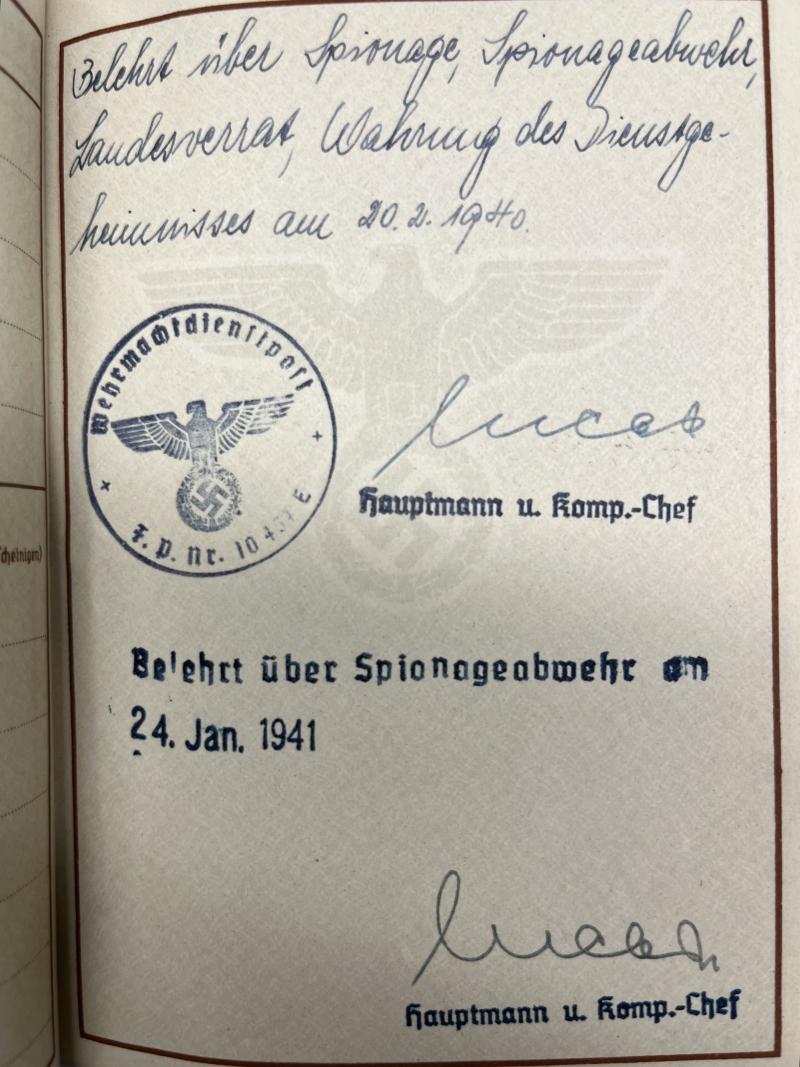 Belehrt über Spionage, Spionageabwehr,
Landesverrat, Wahrung des Dienstge-
heimnisses am 20.2.1940.
Wehrmachtdienstpost
F.P. Nr.
Hauptmann u. Komp.-Chef
Belehrt über Spionageabwehr am
24. Jan. 1941
Hauptmann u. Komp.-Chef